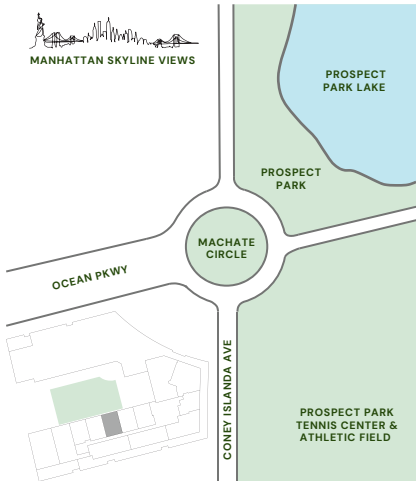 MANHATTAN SKYLINE VIEWS
PROSPECT
PARK LAKE
PROSPECT
PARK
MACHATE
CIRCLE
OCEAN PKWY
CONEY ISLANDA AVE
PROSPECT PARK
TENNIS CENTER &
ATHLETIC FIELD